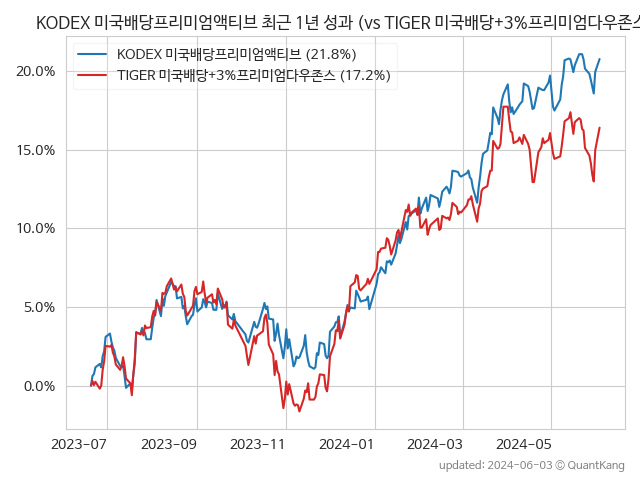 KODEX 미국배당프리미엄액티브 최근 1년 성과 (vs TIGER 미국배당+3%프리미엄다우존스
KODEX 미국배당프리미엄액티브 (21.8%)
TIGER 미국배당+3%프리미엄다우존스 (17.2%)
20.0%
15.0%
10.0%
5.0%
0.0%
2023-07 2023-09 2023-11 2024-01 2024-03 2024-05
updated: 2024-06-03 © QuantKang